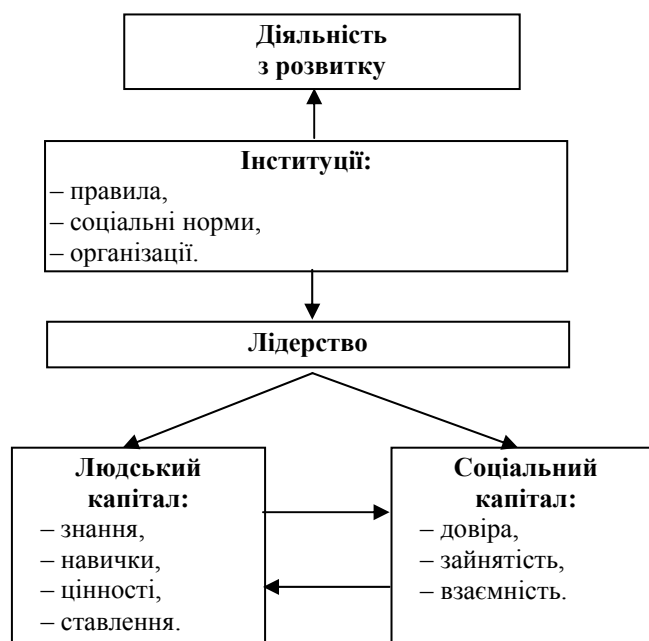 Діяльність
з розвитку
Інституції:
– правила,
– соціальні норми,
– організації.
Лідерство
Людський
капітал:
– знання,
– навички,
– цінності,
– ставлення.
Соціальний
капітал:
– довіра,
– зайнятість,
– взаємність.